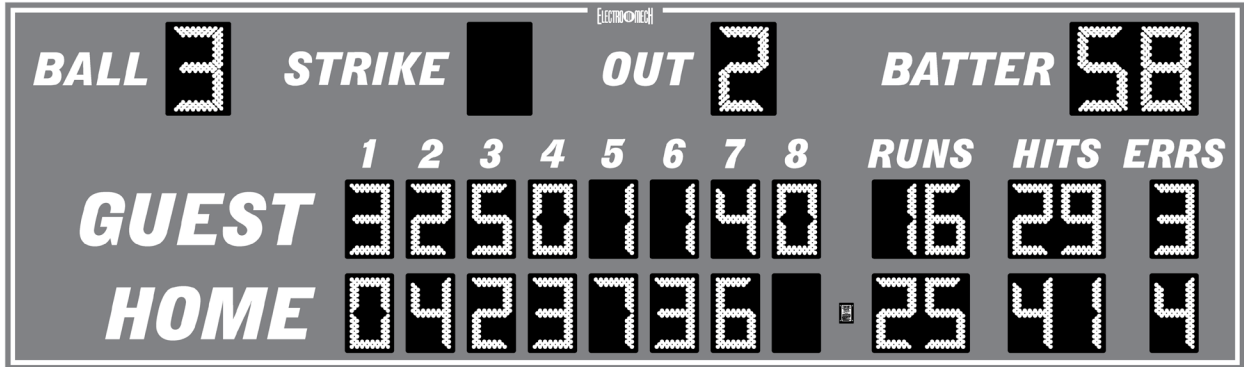 ELECTRO MECH
BALL 3 STRIKE OUT 2 BATTER 58
1 2 3 4 5 6 7 8 RUNS HITS ERRS
GUEST 3 2 5 0 1 1 4 0 16 29 3
HOME 0 4 2 3 7 3 6 25 41 4